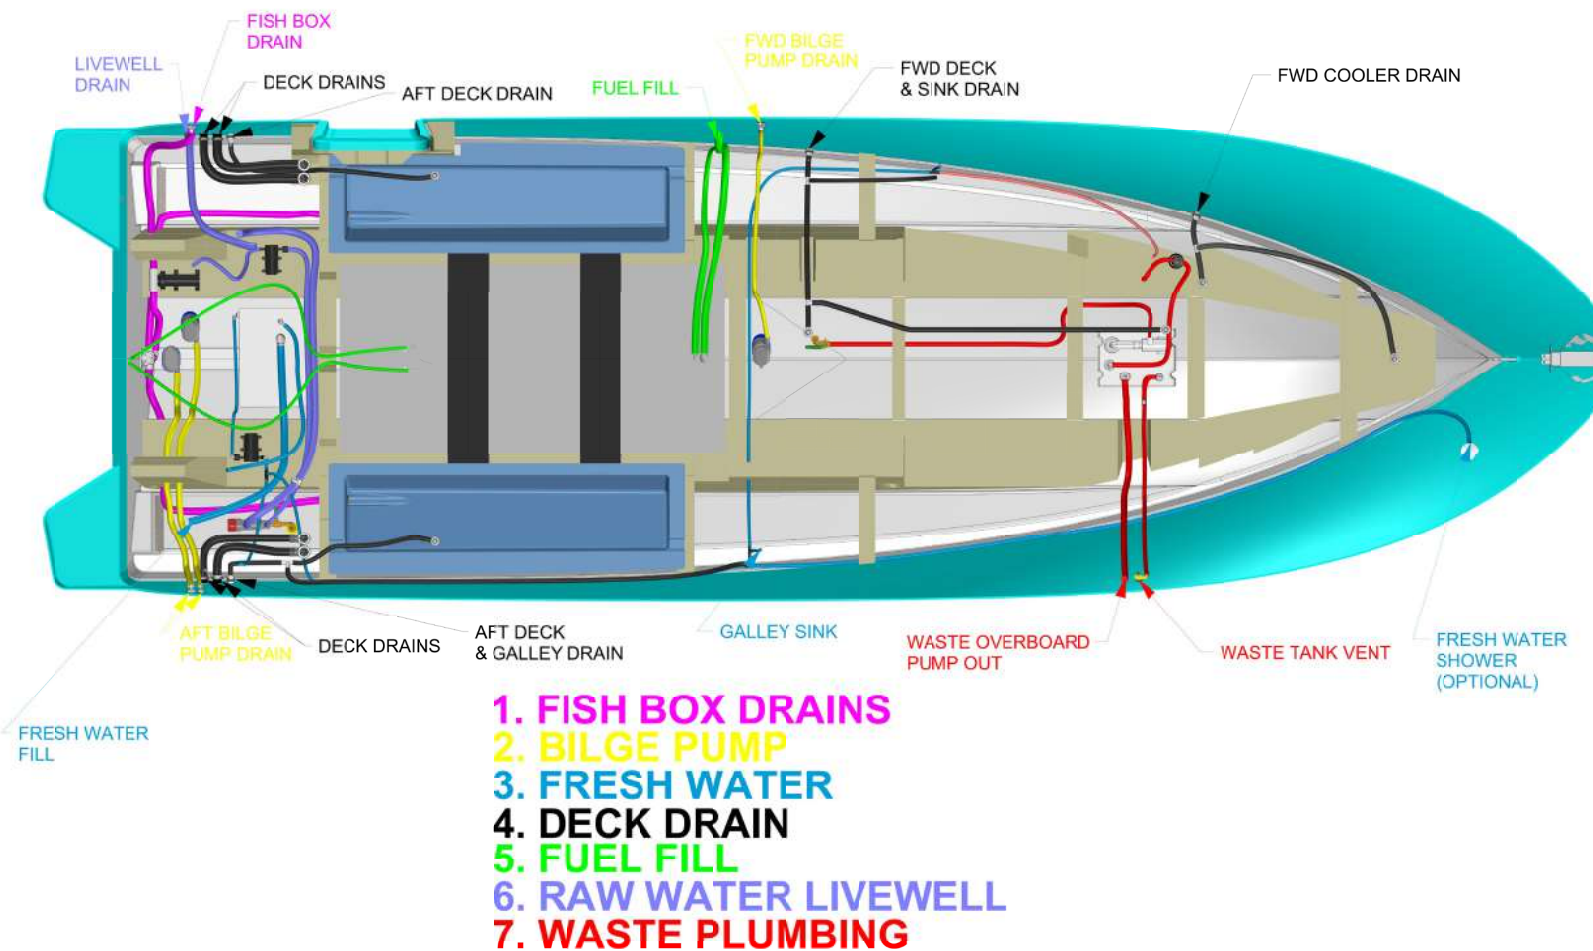 FISH BOX
DRAIN
LIVEWELL
DRAIN
DECK DRAINS
AFT DECK DRAIN
FUEL FILL
FWD BILGE
PUMP DRAIN
FWD DECK
& SINK DRAIN
FWD COOLER DRAIN
AFT BILGE
PUMP DRAIN
DECK DRAINS
AFT DECK
& GALLEY DRAIN
GALLEY SINK
WASTE OVERBOARD
PUMP OUT
WASTE TANK VENT
FRESH WATER
SHOWER
(OPTIONAL)
FRESH WATER
FILL
1. FISH BOX DRAINS
2. BILGE PUMP
3. FRESH WATER
4. DECK DRAIN
5. FUEL FILL
6. RAW WATER LIVEWELL
7. WASTE PLUMBING